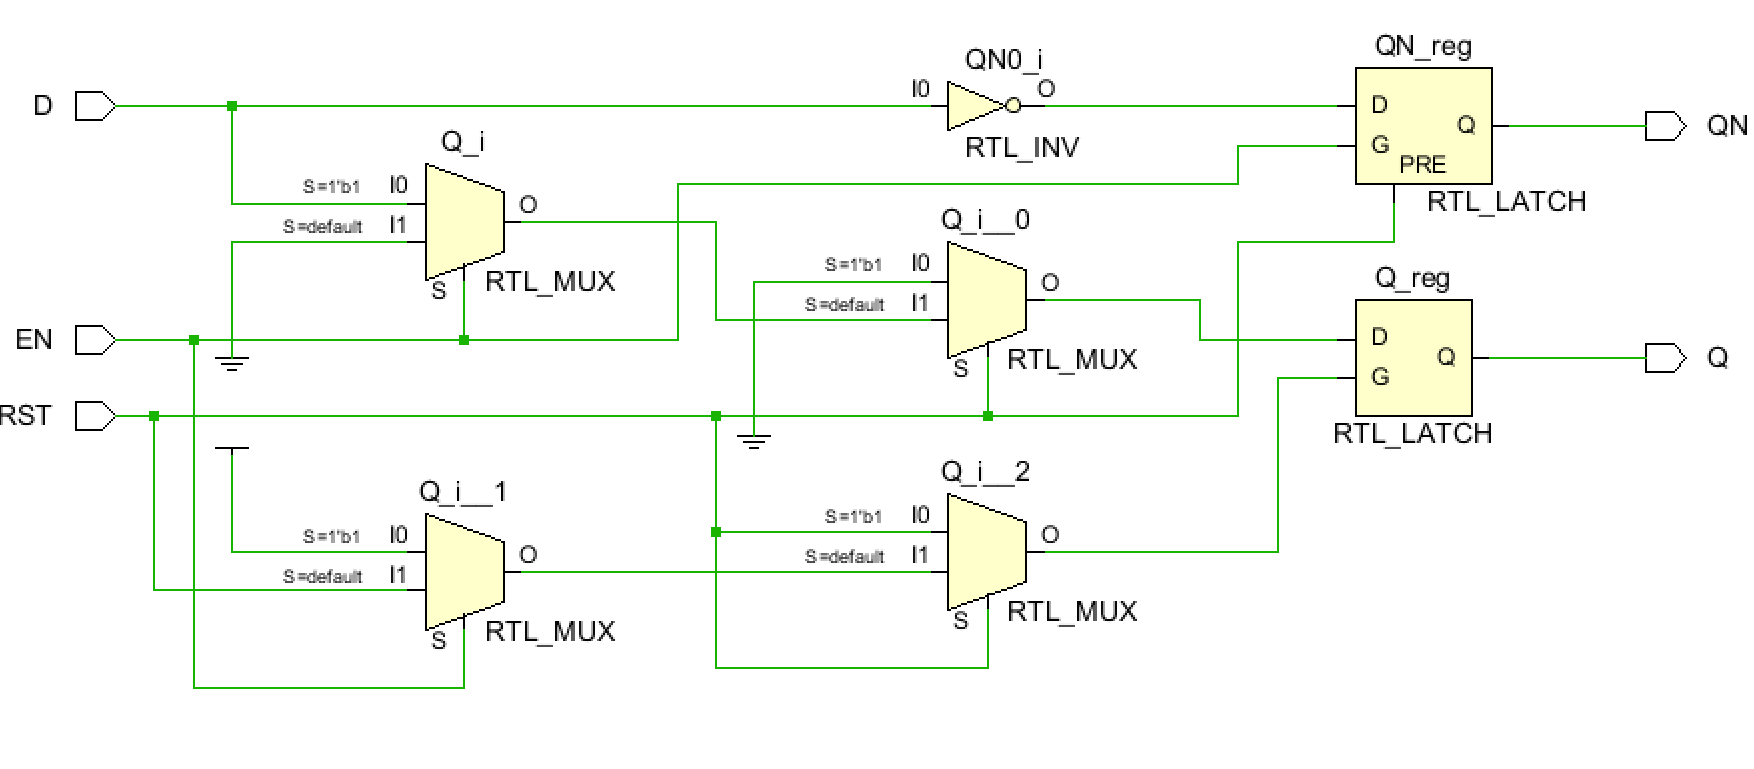 QN_reg
QN0_i
D
I0
O
D
Q
QN
G
PRE
RTL_INV
RTL_LATCH
Q_i
S=1'b1
I0
S=default
I1
O
S
RTL_MUX
Q_i__0
S=1'b1
I0
S=default
I1
O
S
RTL_MUX
Q_reg
D
Q
G
Q
RTL_LATCH
EN
RST
Q_i__1
S=1'b1
I0
S=default
I1
O
S
RTL_MUX
Q_i__2
S=1'b1
I0
S=default
I1
O
S
RTL_MUX